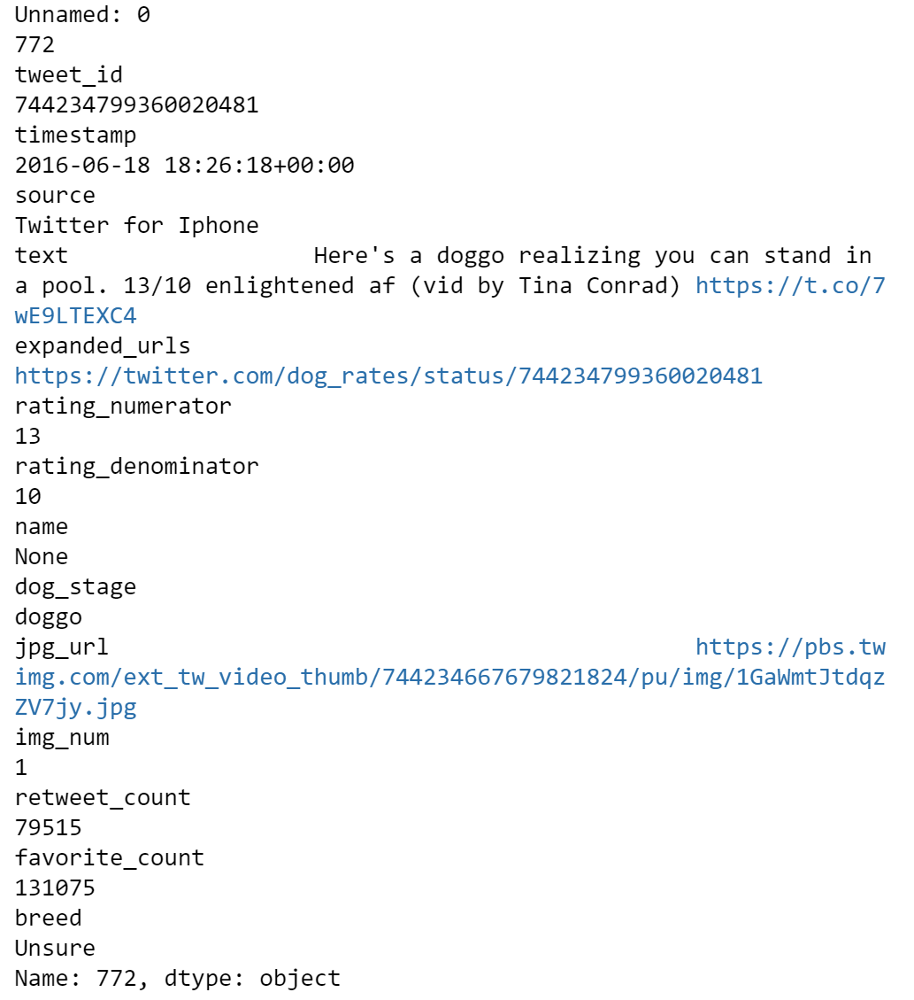 Unnamed: 0
772
tweet_id
744234799360020481
timestamp
2016-06-18 18:26:18+00:00
source
Twitter for Iphone
text                  Here's a doggo realizing you can stand in
a pool. 13/10 enlightened af (vid by Tina Conrad) https://t.co/7
wE9LTEXC4
expanded_urls
https://twitter.com/dog_rates/status/744234799360020481
rating_numerator
13
rating_denominator
10
name
None
dog_stage
doggo
jpg_url                                           https://pbs.tw
img.com/ext_tw_video_thumb/744234667679821824/pu/img/1GaWmtJtdqz
ZV7jy.jpg
img_num
1
retweet_count
79515
favorite_count
131075
breed
Unsure
Name: 772, dtype: object